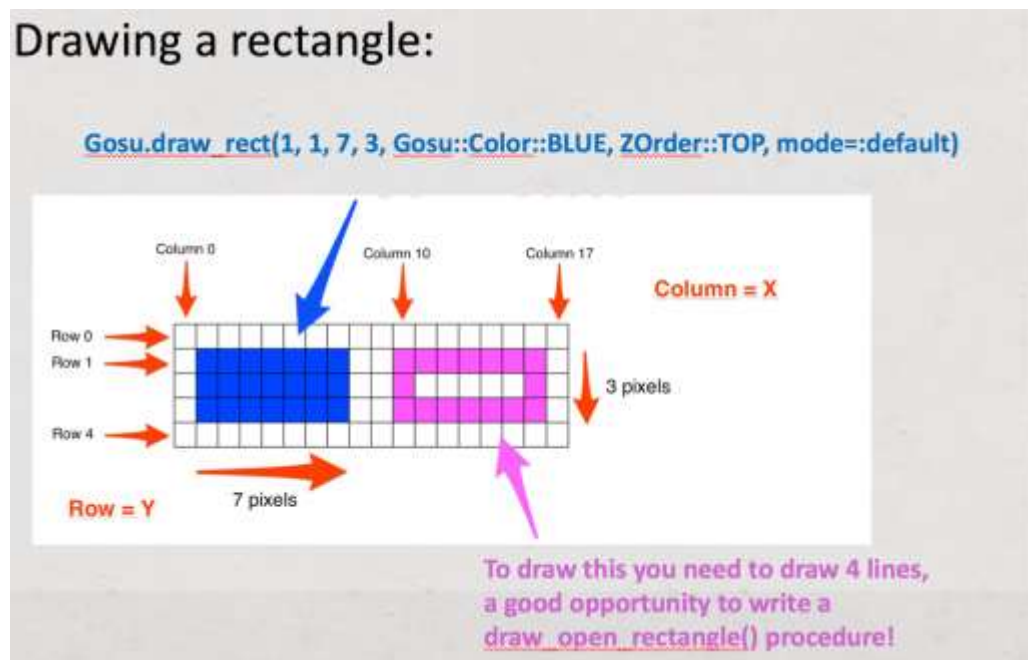 Drawing a rectangle:
Gosu.draw_rect(1, 1, 7, 3, Gosu::Color::BLUE, ZOrder::TOP, mode=:default)
Column 0
Column 10
Column 17
Column = X
Row 0
Row 1
3 pixels
Row 4
7 pixels
Row = Y
To draw this you need to draw 4 lines,
a good opportunity to write a
draw_open_rectangle() procedure!